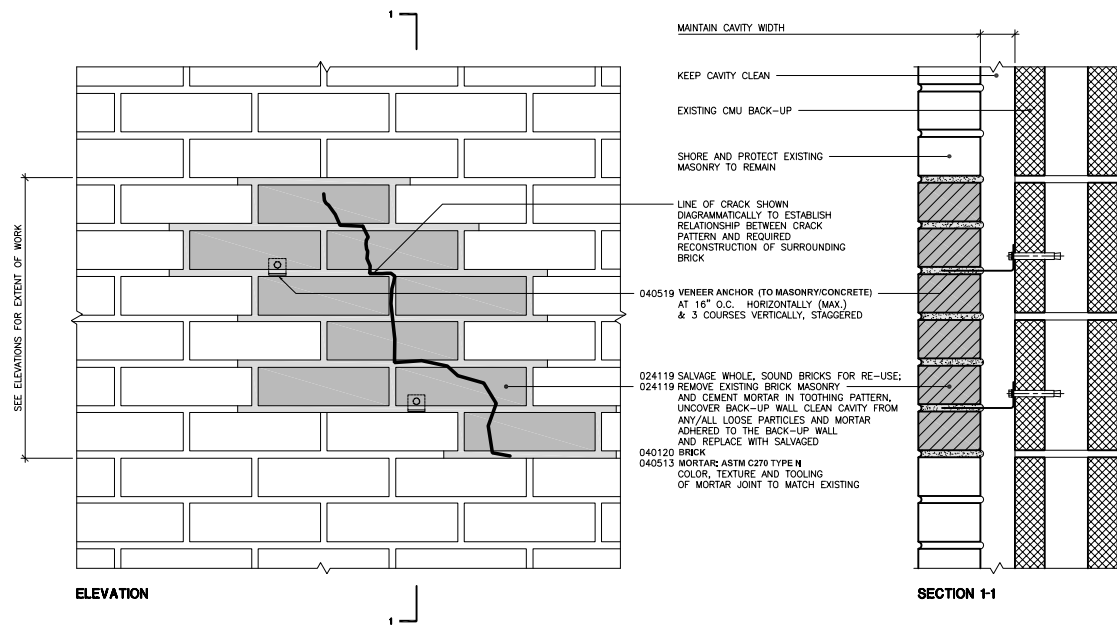 1
MAINTAIN CAVITY WIDTH
KEEP CAVITY CLEAN
EXISTING CMU BACK-UP
SHORE AND PROTECT EXISTING
MASONRY TO REMAIN
LINE OF CRACK SHOWN
DIAGRAMMATICALLY TO ESTABLISH
RELATIONSHIP BETWEEN CRACK
PATTERN AND REQUIRED
RECONSTRUCTION OF SURROUNDING
BRICK
SEE ELEVATIONS FOR EXTENT OF WORK
040519 VENEER ANCHOR (TO MASONRY/CONCRETE)
AT 16" O.C. HORIZONTALLY (MAX.)
& 3 COURSES VERTICALLY, STAGGERED
024119 SALVAGE WHOLE, SOUND BRICKS FOR RE-USE;
024119 REMOVE EXISTING BRICK MASONRY
AND CEMENT MORTAR IN TOOTHING PATTERN,
UNCOVER BACK-UP WALL CLEAN CAVITY FROM
ANY/ALL LOOSE PARTICLES AND MORTAR
ADHERED TO THE BACK-UP WALL
AND REPLACE WITH SALVAGED
040120 BRICK
040513 MORTAR; ASTM C270 TYPE N
COLOR, TEXTURE AND TOOLING
OF MORTAR JOINT TO MATCH EXISTING
ELEVATION
1
SECTION 1-1